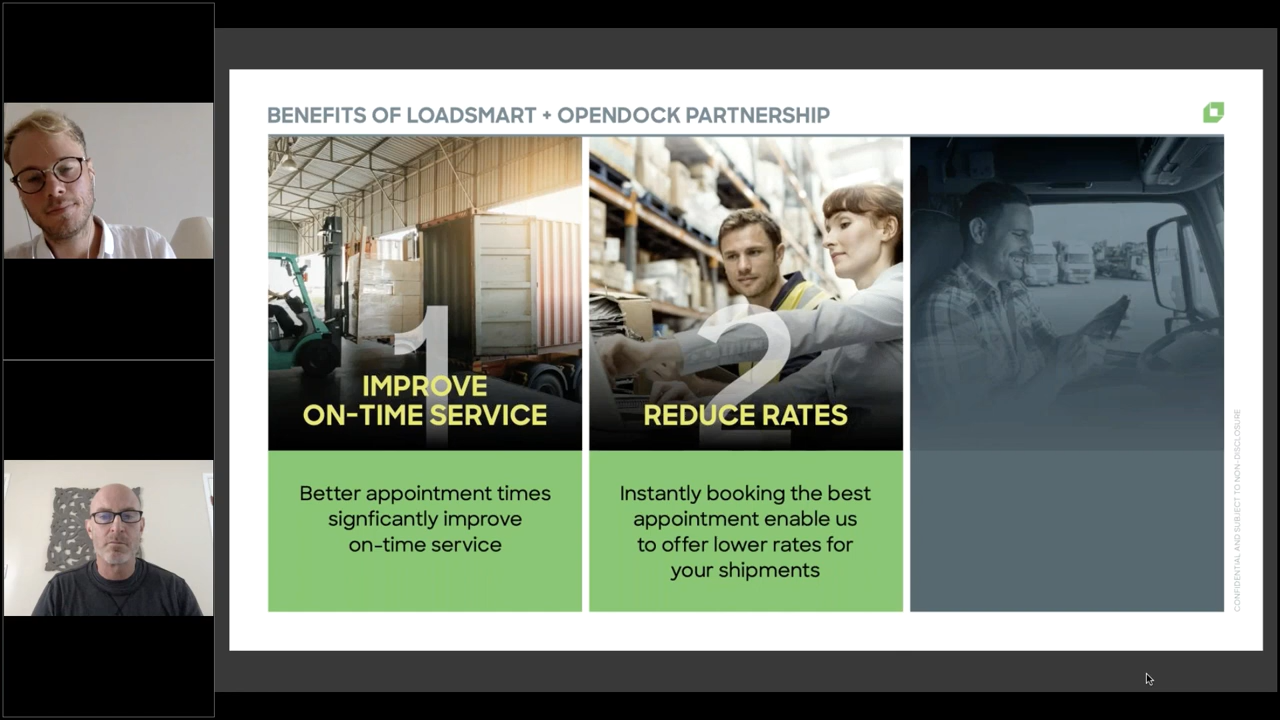 BENEFITS OF LOADSMART + OPENDOCK PARTNERSHIP
1
IMPROVE
ON-TIME SERVICE
Better appointment times
signficantly improve
on-time service
2
REDUCE RATES
Instantly booking the best
appointment enable us
to offer lower rates for
your shipments
CONFIDENTIAL AND SUBJECT TO NON-DISCLOSURE